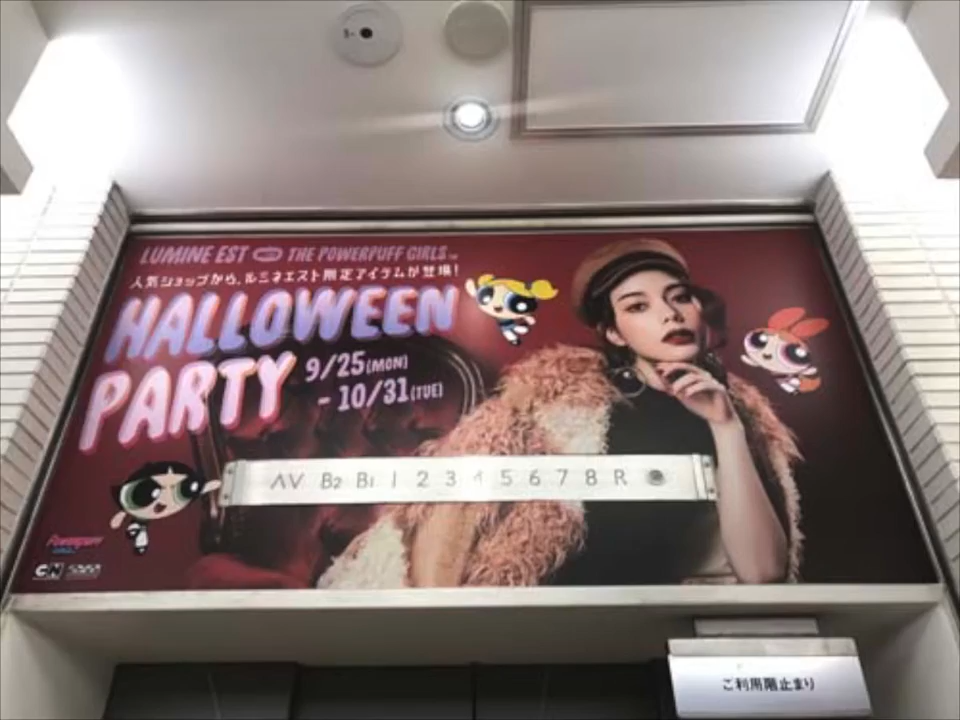 LUMINE EST THE POWERPUFF GIRLS
人気ショップから、ルミネエスト限定アイテムが登場!
HALLOWEEN
PARTY
9/25(MON)
- 10/31(TUE)
AV B2 B1 1 2 3 4 5 6 7 8 R
Powerpuff
CN
ご利用階止まり